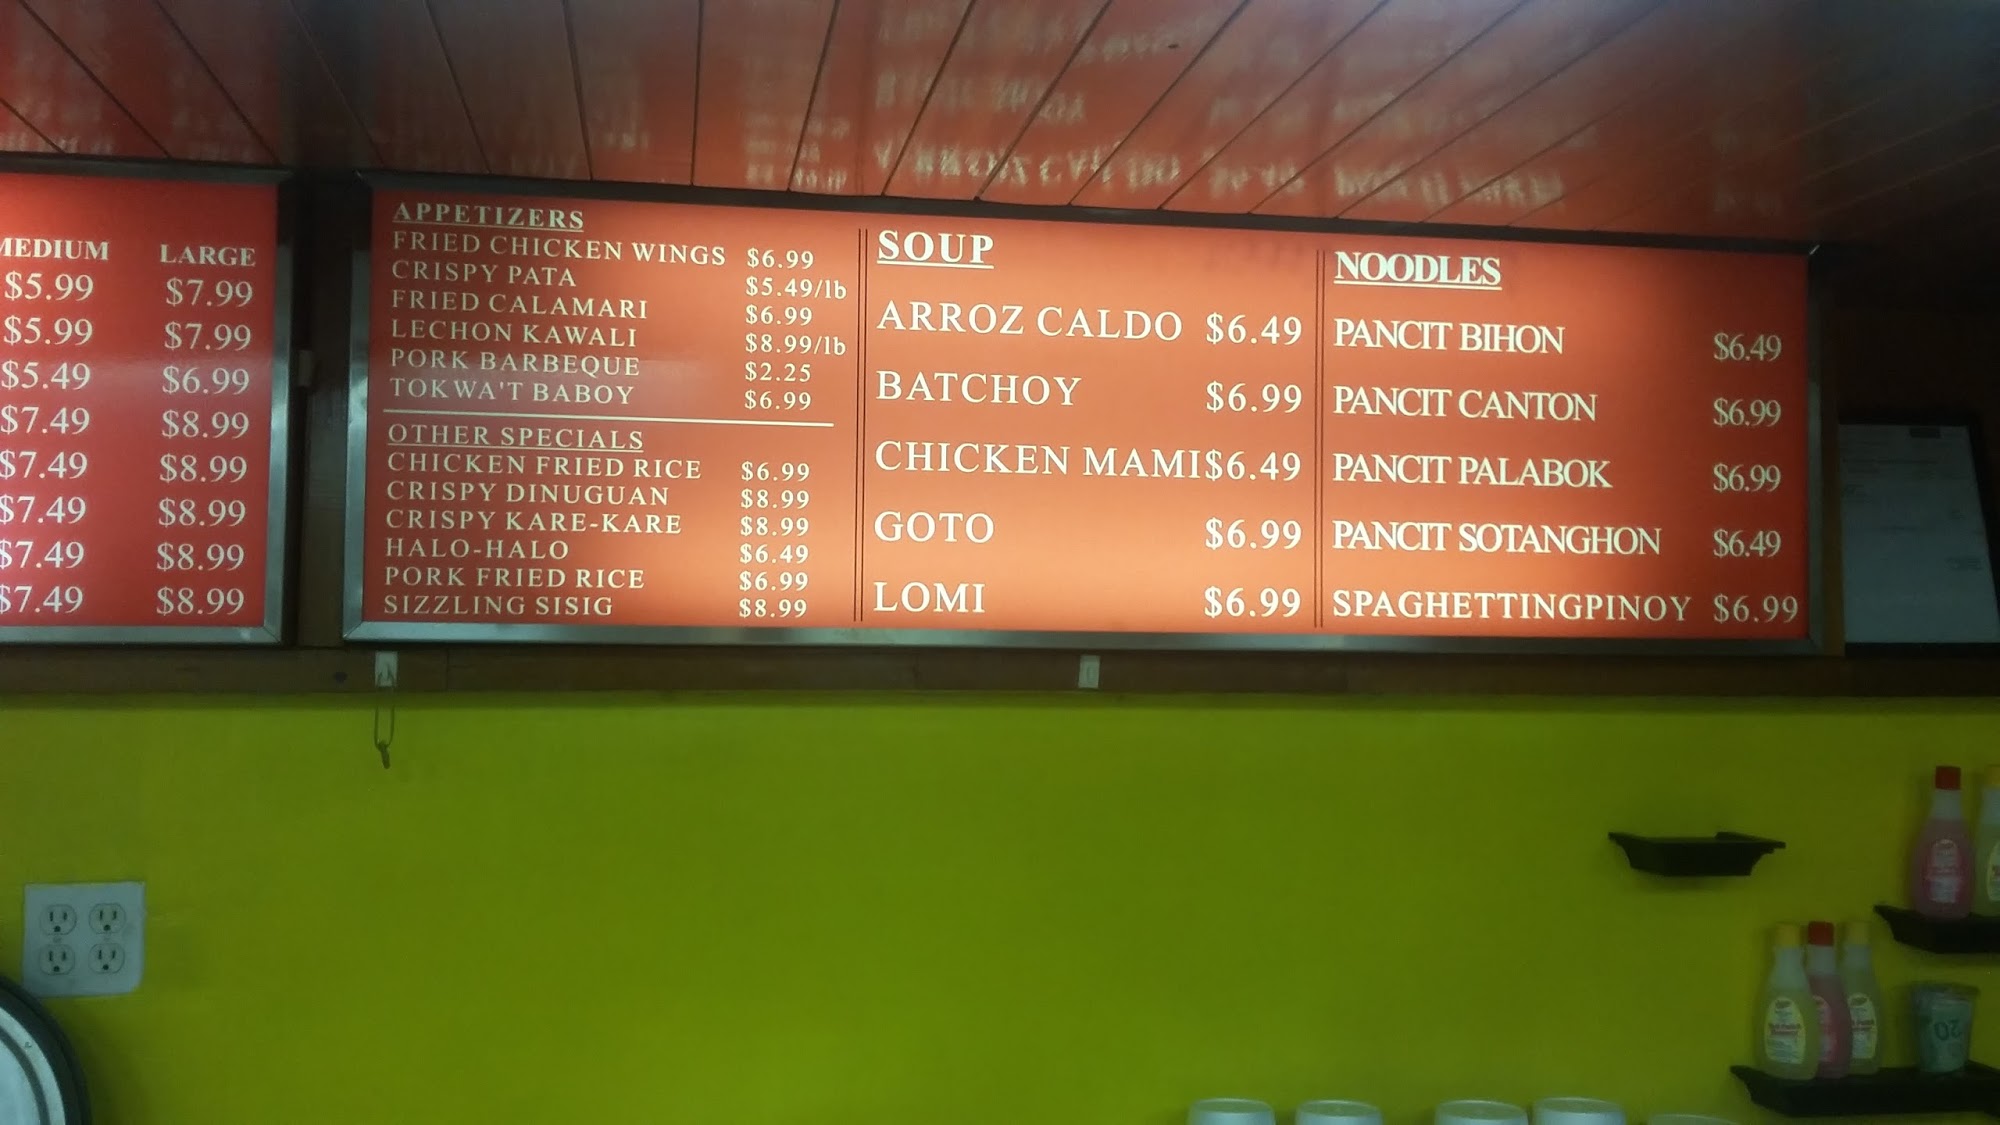 MEDIUM LARGE
$5.99 $7.99
$5.99 $7.99
$5.49 $6.99
$7.49 $8.99
$7.49 $8.99
$7.49 $8.99
$7.49 $8.99
$7.49 $8.99
APPETIZERS
FRIED CHICKEN WINGS $6.99
CRISPY PATA $5.49/lb
FRIED CALAMARI $6.99
LECHON KAWALI $8.99/lb
PORK BARBEQUE $2.25
TOKWA'T BABOY $6.99
OTHER SPECIALS
CHICKEN FRIED RICE $6.99
CRISPY DINUGUAN $8.99
CRISPY KARE-KARE $8.99
HALO-HALO $6.49
PORK FRIED RICE $6.99
SIZZLING SISIG $8.99
SOUP
ARROZ CALDO $6.49
BATCHOY $6.99
CHICKEN MAMI $6.49
GOTO $6.99
LOMI $6.99
NOODLES
PANCIT BIHON $6.49
PANCIT CANTON $6.99
PANCIT PALABOK $6.99
PANCIT SOTANGHON $6.49
SPAGHETTINGPINOY $6.99